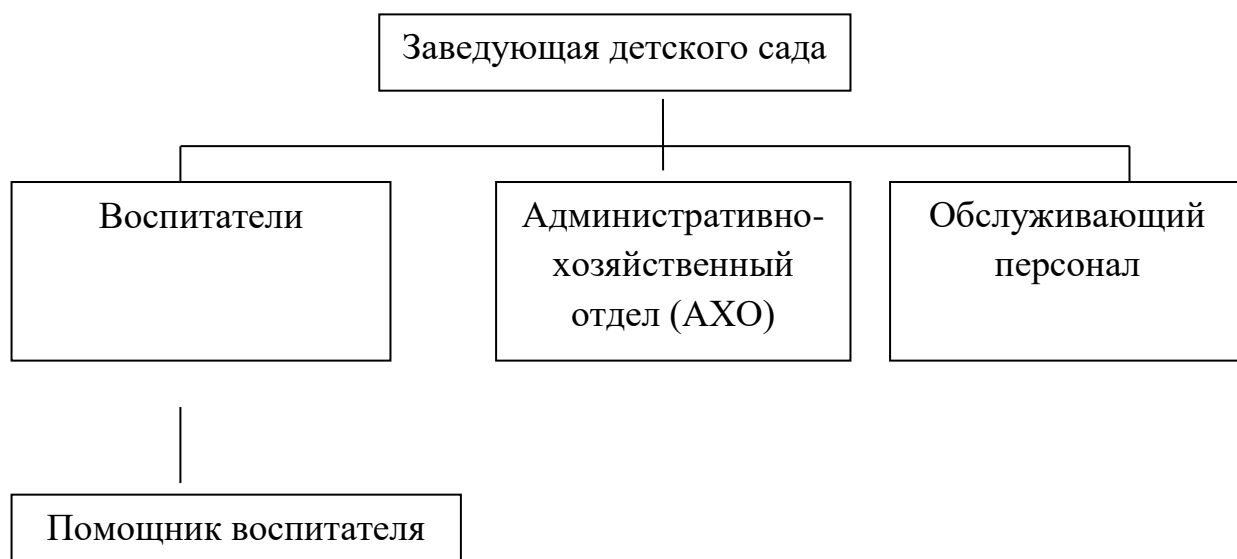 Заведующая детского сада
Воспитатели
Административно-
хозяйственный
отдел (АХО)
Обслуживающий
персонал
Помощник воспитателя